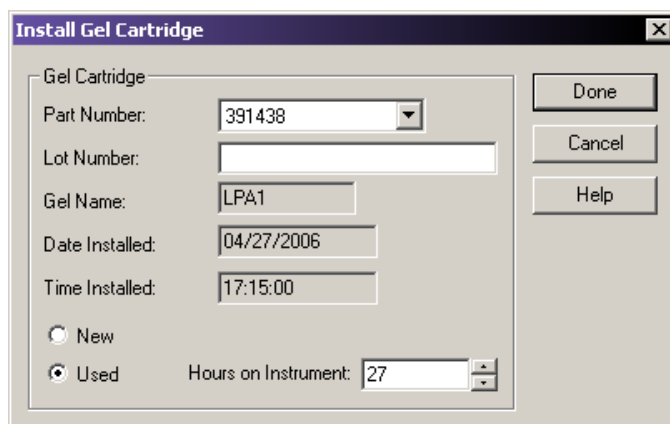 Install Gel Cartridge
Gel Cartridge
Part Number: 391438
Done
Lot Number:
Cancel
Gel Name: LPA1
Help
Date Installed: 04/27/2006
Time Installed: 17:15:00
New
Used Hours on Instrument: 27